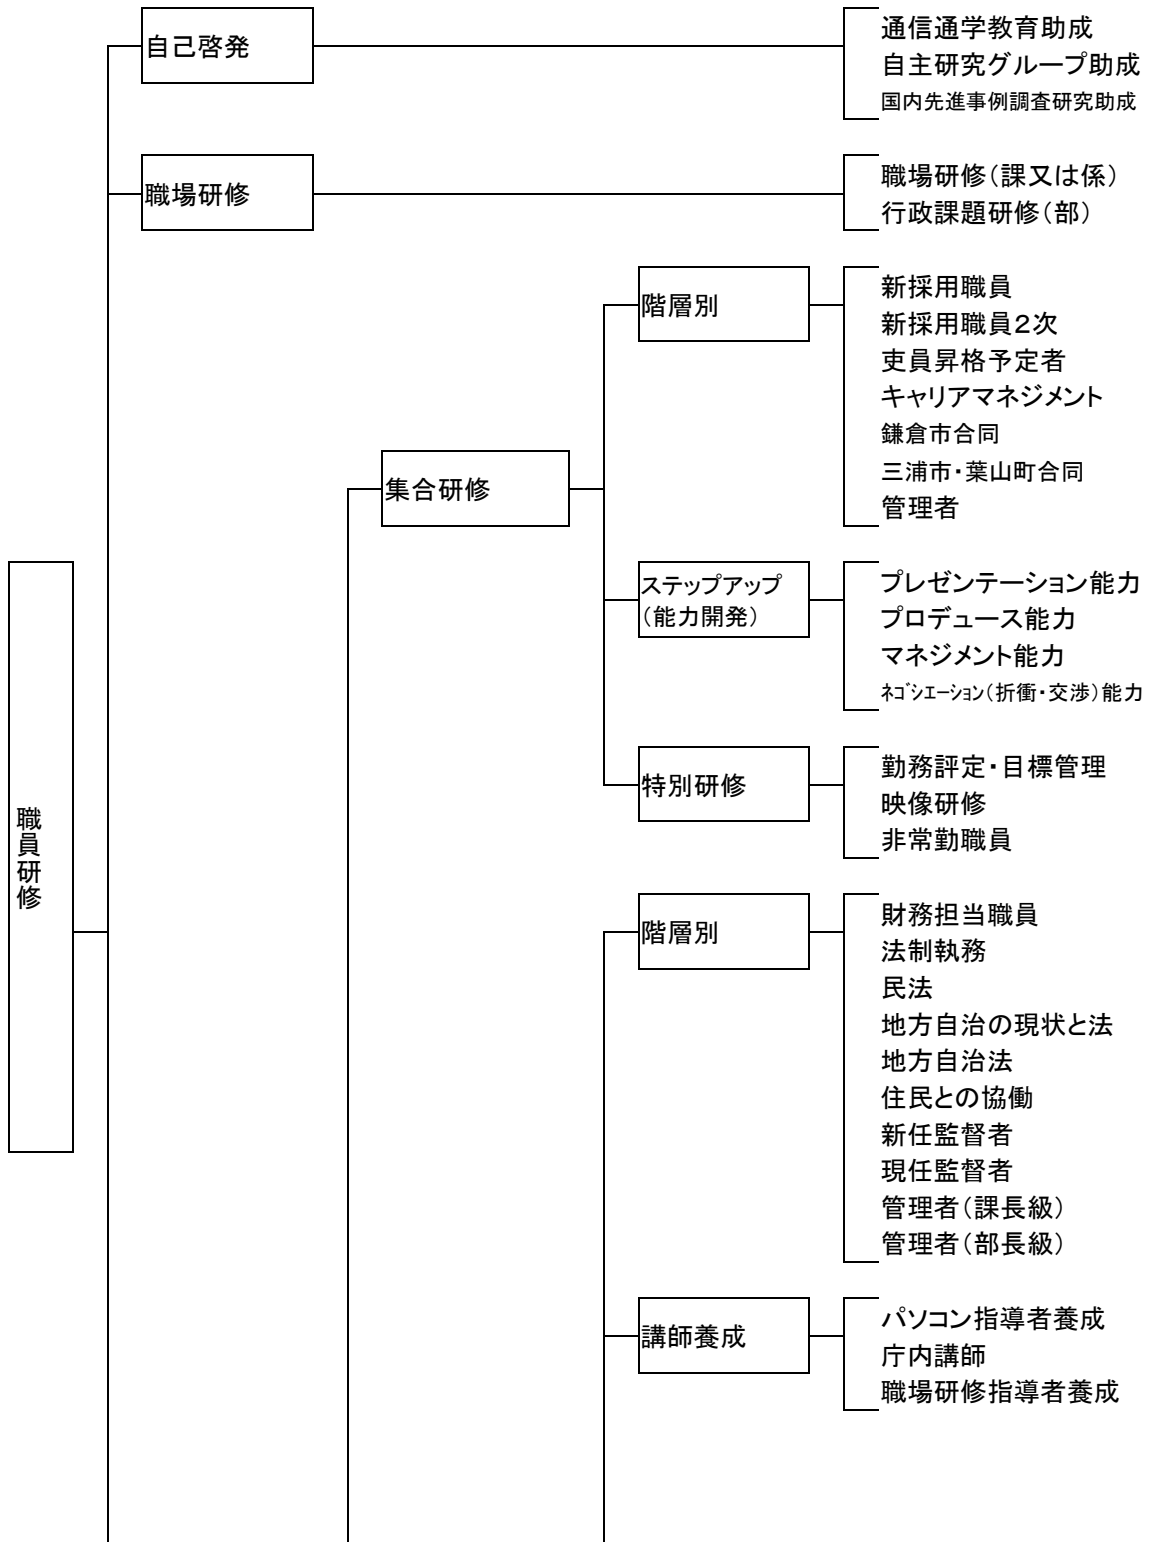 自己啓発
通信通学教育助成
自主研究グループ助成
国内先進事例調査研究助成
職場研修
職場研修（課又は係）
行政課題研修（部）
階層別
新採用職員
新採用職員２次
吏員昇格予定者
キャリアマネジメント
鎌倉市合同
三浦市・葉山町合同
管理者
集合研修
ステップアップ
（能力開発）
プレゼンテーション能力
プロデュース能力
マネジメント能力
ﾈｺﾞｼｴｰｼｮﾝ（折衝・交渉）能力
特別研修
勤務評定・目標管理
映像研修
非常勤職員
職員研修
階層別
財務担当職員
法制執務
民法
地方自治の現状と法
地方自治法
住民との協働
新任監督者
現任監督者
管理者（課長級）
管理者（部長級）
講師養成
パソコン指導者養成
庁内講師
職場研修指導者養成